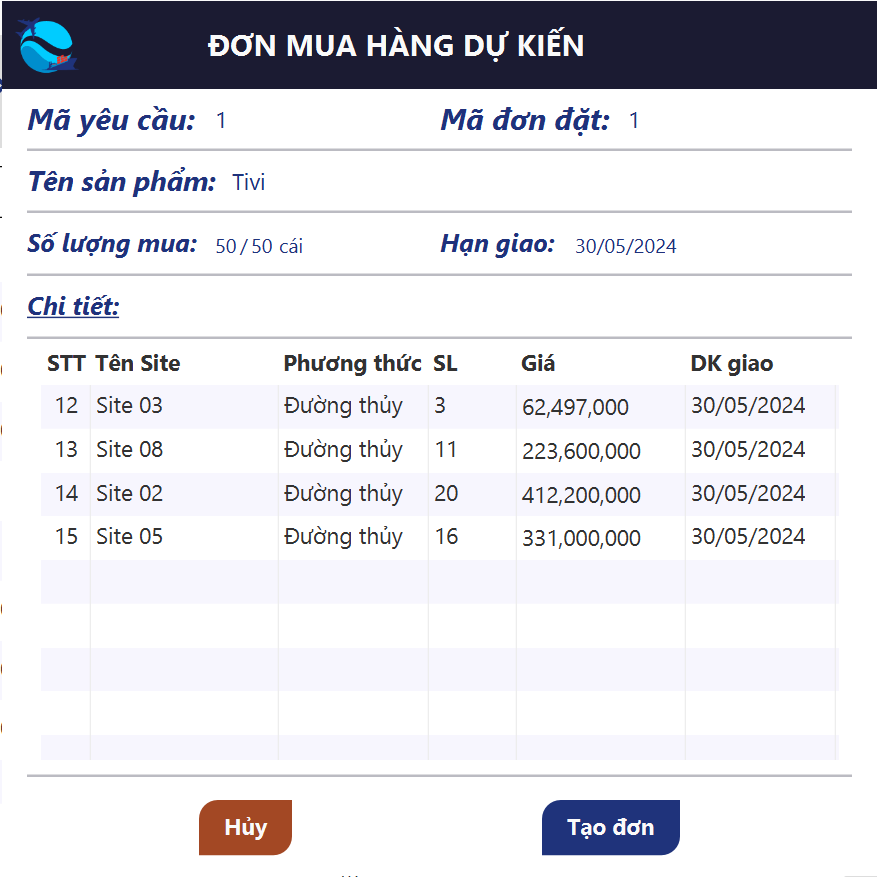 ĐƠN MUA HÀNG DỰ KIẾN
Mã yêu cầu: 1 Mã đơn đặt: 1
Tên sản phẩm: Tivi
Số lượng mua: 50 / 50 cái Hạn giao: 30/05/2024
Chi tiết:
STT Tên Site Phương thức SL Giá DK giao
12 Site 03 Đường thủy 3 62,497,000 30/05/2024
13 Site 08 Đường thủy 11 223,600,000 30/05/2024
14 Site 02 Đường thủy 20 412,200,000 30/05/2024
15 Site 05 Đường thủy 16 331,000,000 30/05/2024
Hủy Tạo đơn